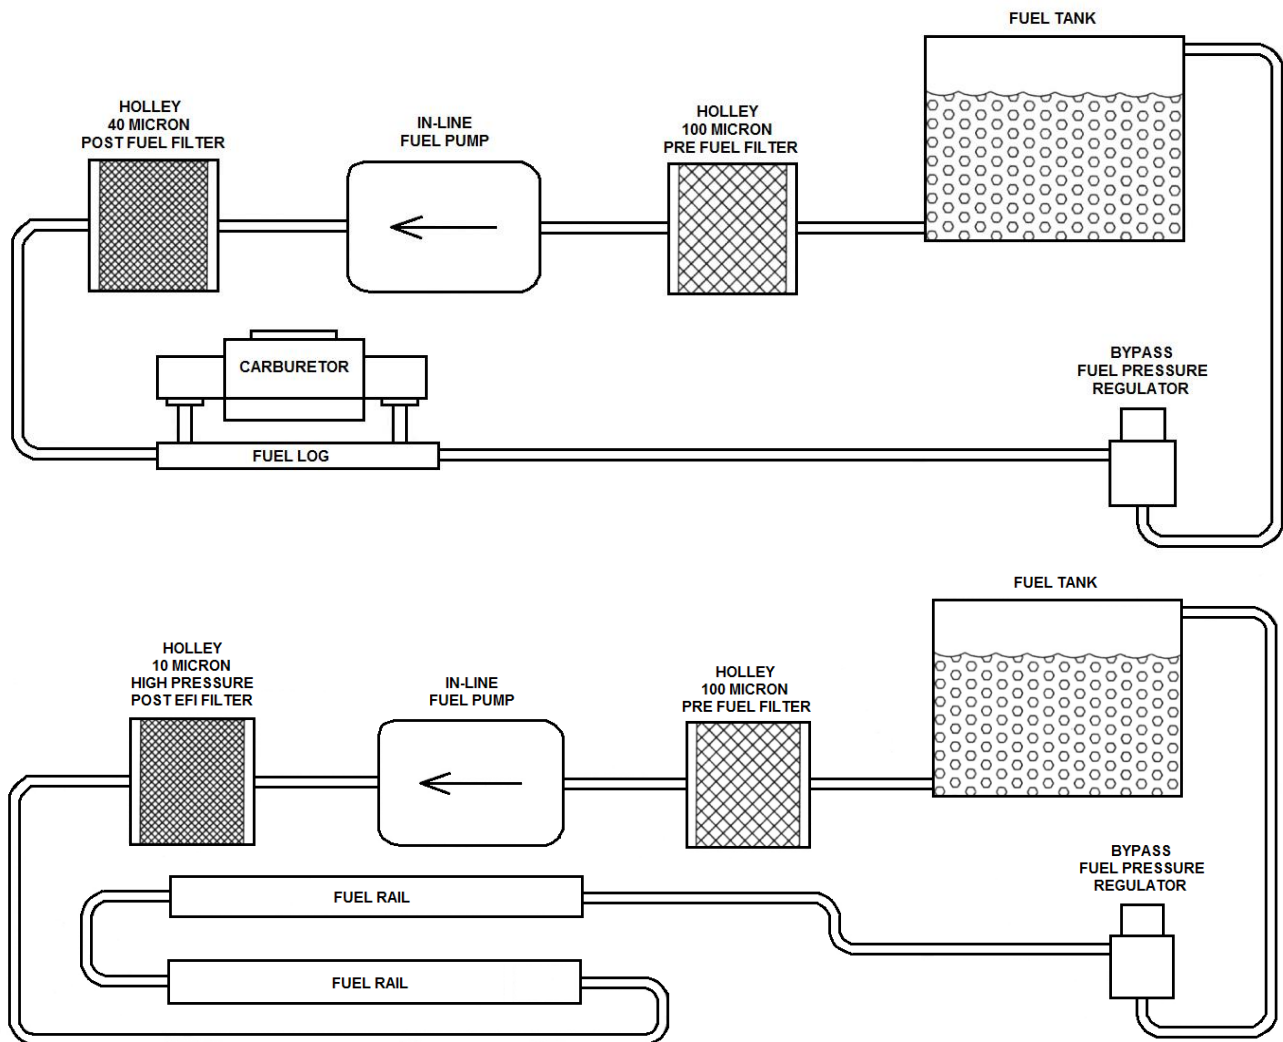 FUEL TANK
HOLLEY
40 MICRON
POST FUEL FILTER
IN-LINE
FUEL PUMP
HOLLEY
100 MICRON
PRE FUEL FILTER
CARBURETOR
FUEL LOG
BYPASS
FUEL PRESSURE
REGULATOR
FUEL TANK
HOLLEY
10 MICRON
HIGH PRESSURE
POST EFI FILTER
IN-LINE
FUEL PUMP
HOLLEY
100 MICRON
PRE FUEL FILTER
BYPASS
FUEL PRESSURE
REGULATOR
FUEL RAIL
FUEL RAIL